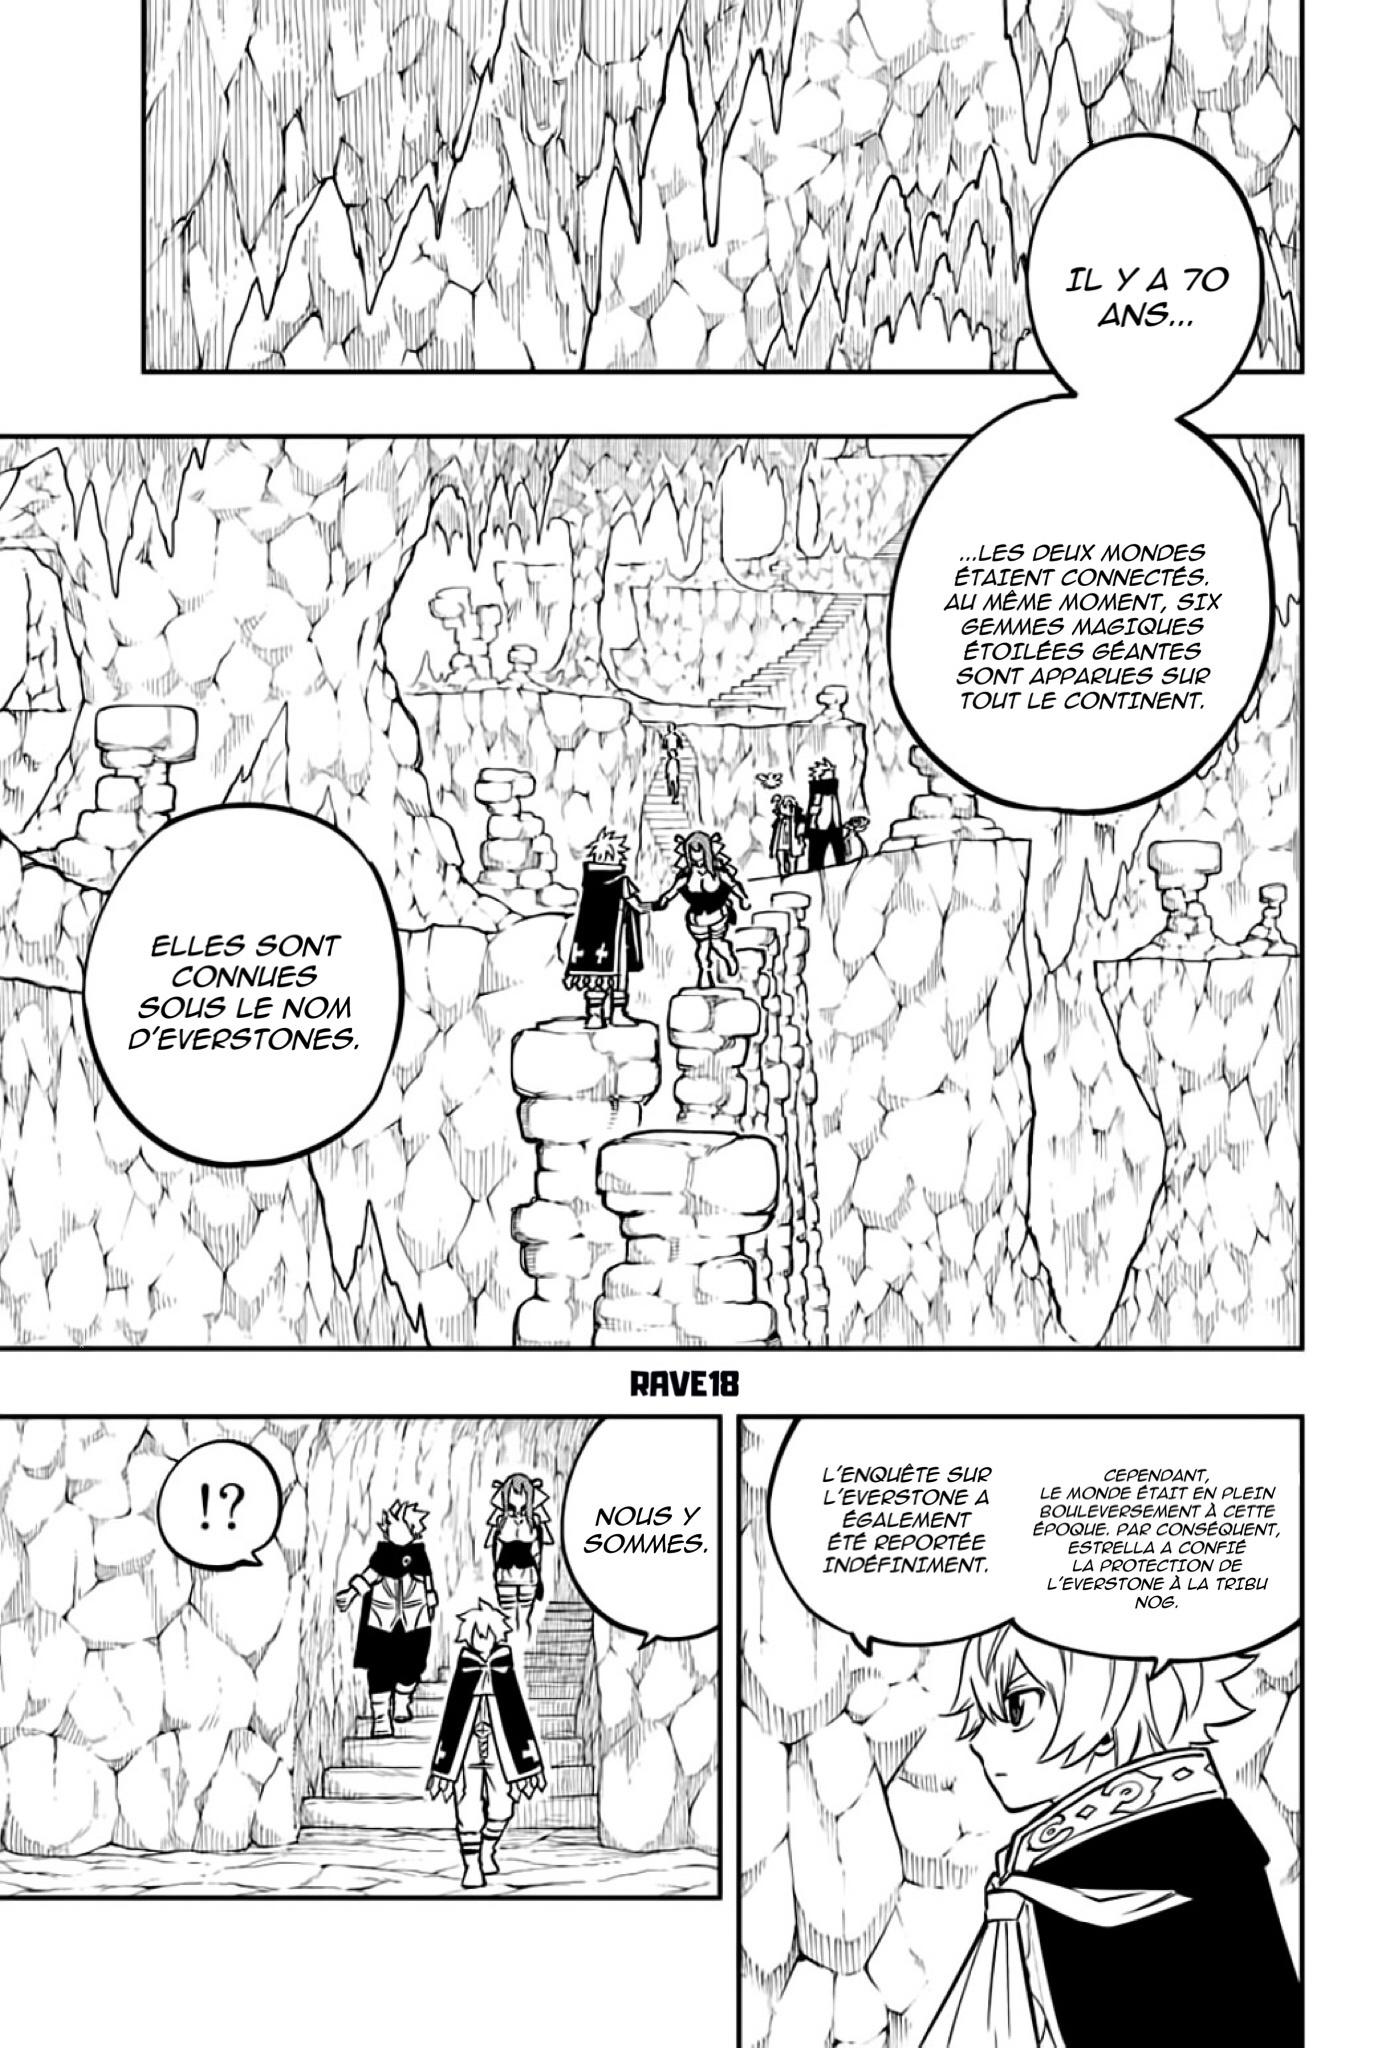 IL Y A 70
ANS...
...LES DEUX MONDES
ÉTAIENT CONNECTÉS.
AU MÊME MOMENT, SIX
GEMMES MAGIQUES
ÉTOILÉES GÉANTES
SONT APPARUES SUR
TOUT LE CONTINENT.
ELLES SONT
CONNUES
SOUS LE NOM
D'EVERSTONES.
RAVE18
CEPENDANT,
LE MONDE ÉTAIT EN PLEIN
BOULEVERSEMENT À CETTE
ÉPOQUE. PAR CONSÉQUENT,
ESTRELLA A CONFIÉ
LA PROTECTION DE
L'EVERSTONE À LA TRIBU
NOG.
L'ENQUÊTE SUR
L'EVERSTONE A
ÉGALEMENT
ÉTÉ REPORTÉE
INDÉFINIMENT.
NOUS Y
SOMMES.
!?